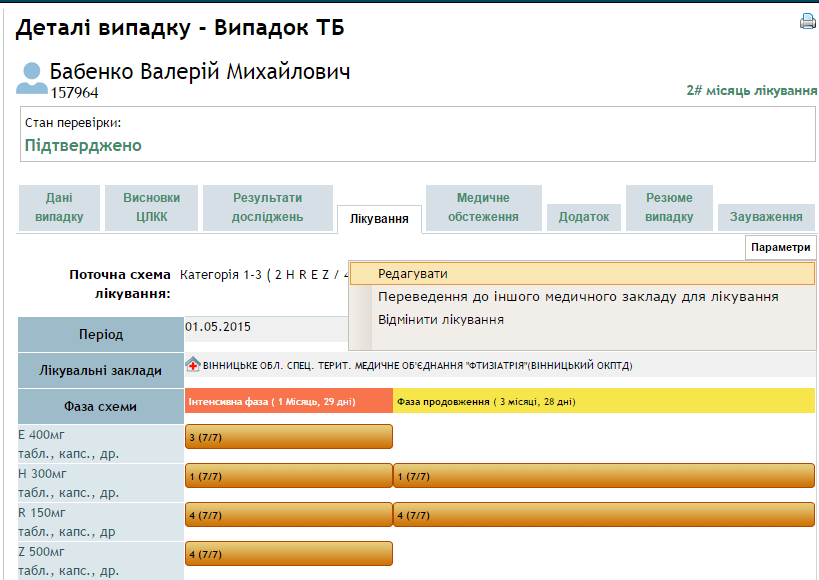 Деталі випадку - Випадок ТБ
Бабенко Валерій Михайлович
157964
2# місяць лікування
Стан перевірки:
Підтверджено
Дані випадку
Висновки ЦЛКК
Результати досліджень
Лікування
Медичне обстеження
Додаток
Резюме випадку
Зауваження
Параметри
Поточна схема лікування:
Категорія 1-3 ( 2 H R E Z / 4
Редагувати
Переведення до іншого медичного закладу для лікування
Відмінити лікування
Період
01.05.2015
Лікувальні заклади
ВІННИЦЬКЕ ОБЛ. СПЕЦ. ТЕРИТ. МЕДИЧНЕ ОБ'ЄДНАННЯ "ФТИЗІАТРІЯ"(ВІННИЦЬКИЙ ОКПТД)
Фаза схеми
Інтенсивна фаза ( 1 Місяць, 29 дні)
Фаза продовження ( 3 місяці, 28 дні)
E 400мг
табл., капс., др.
3 (7/7)
H 300мг
табл., капс., др.
1 (7/7)
1 (7/7)
R 150мг
табл., капс., др
4 (7/7)
4 (7/7)
Z 500мг
табл., капс., др.
4 (7/7)